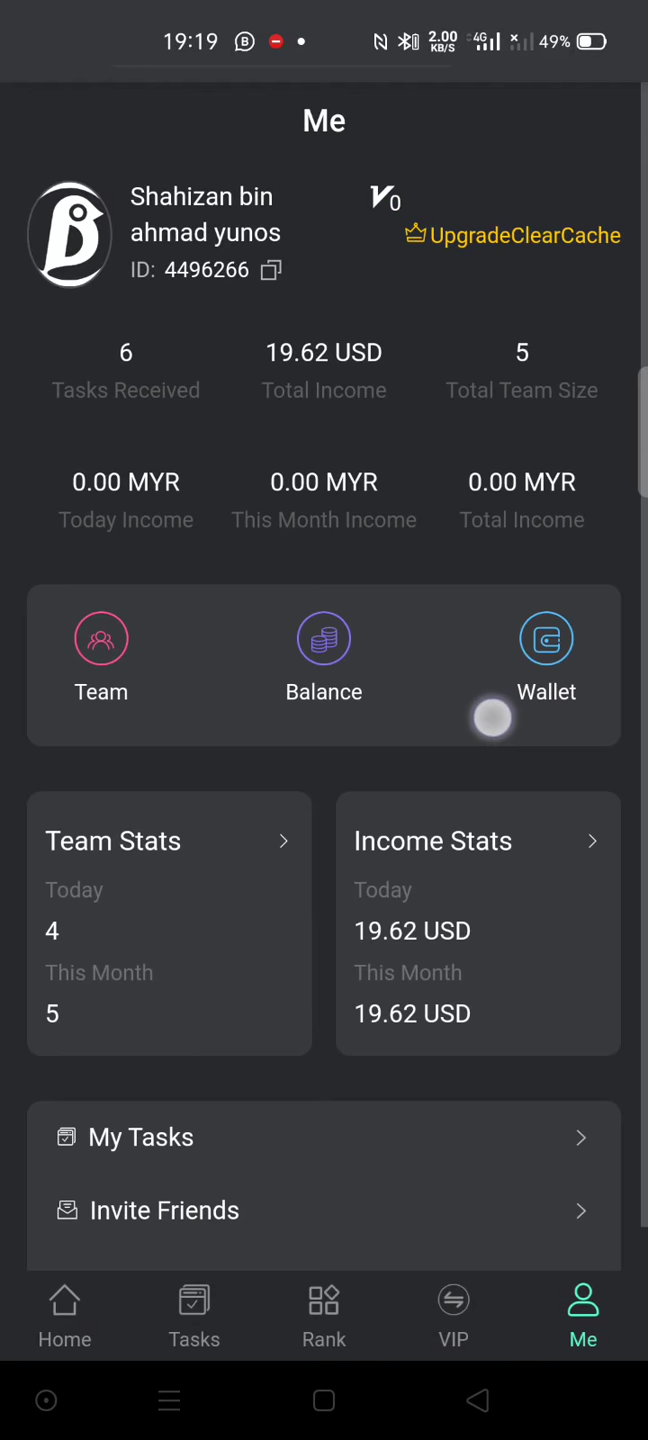 19:19 B 2.00 KB/S 4G 49%
Me
Shahizan bin
ahmad yunos
V0
UpgradeClearCache
ID: 4496266
6 19.62 USD 5
Tasks Received Total Income Total Team Size
0.00 MYR 0.00 MYR 0.00 MYR
Today Income This Month Income Total Income
Team Balance Wallet
Team Stats
Today
4
This Month
5
Income Stats
Today
19.62 USD
This Month
19.62 USD
My Tasks
Invite Friends
Home Tasks Rank VIP Me